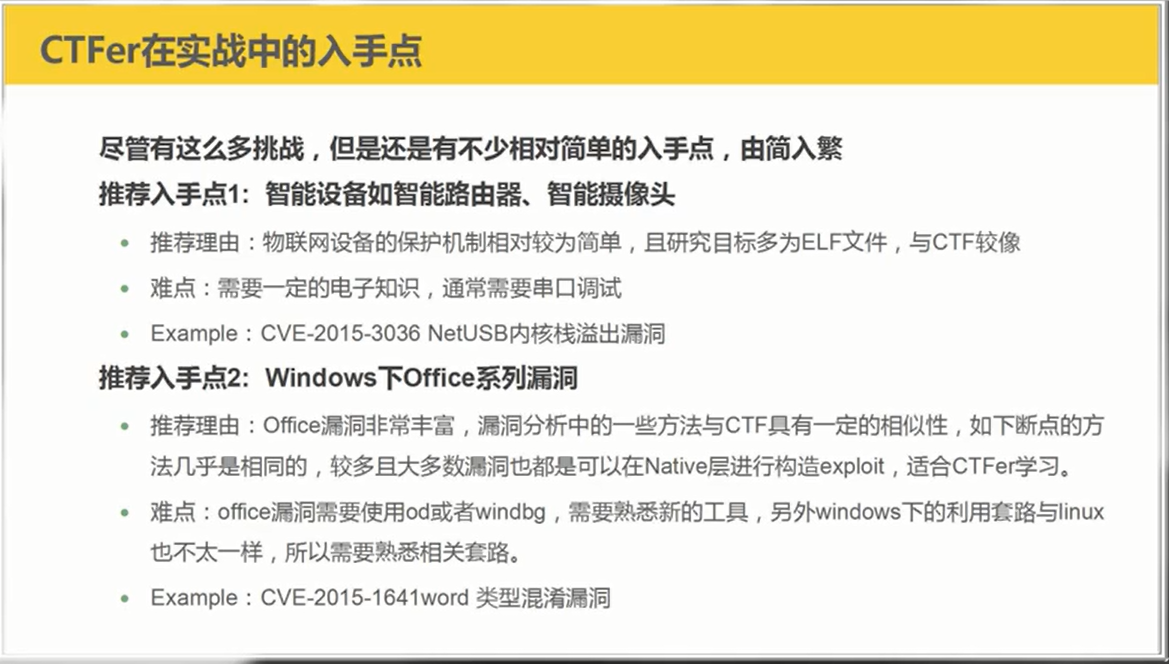 CTFer在实战中的入手点
尽管有这么多挑战，但是还是有不少相对简单的入手点，由简入繁
推荐入手点1：智能设备如智能路由器、智能摄像头
• 推荐理由：物联网设备的保护机制相对较为简单，且研究目标多为ELF文件，与CTF较像
• 难点：需要一定的电子知识，通常需要串口调试
• Example：CVE-2015-3036 NetUSB内核栈溢出漏洞
推荐入手点2：Windows下Office系列漏洞
• 推荐理由：Office漏洞非常丰富，漏洞分析中的一些方法与CTF具有一定的相似性，如下断点的方
法几乎是相同的，较多且大多数漏洞也都是可以在Native层进行构造exploit，适合CTFer学习。
• 难点：office漏洞需要使用od或者windbg，需要熟悉新的工具，另外windows下的利用套路与linux
也不太一样，所以需要熟悉相关套路。
• Example：CVE-2015-1641word 类型混淆漏洞